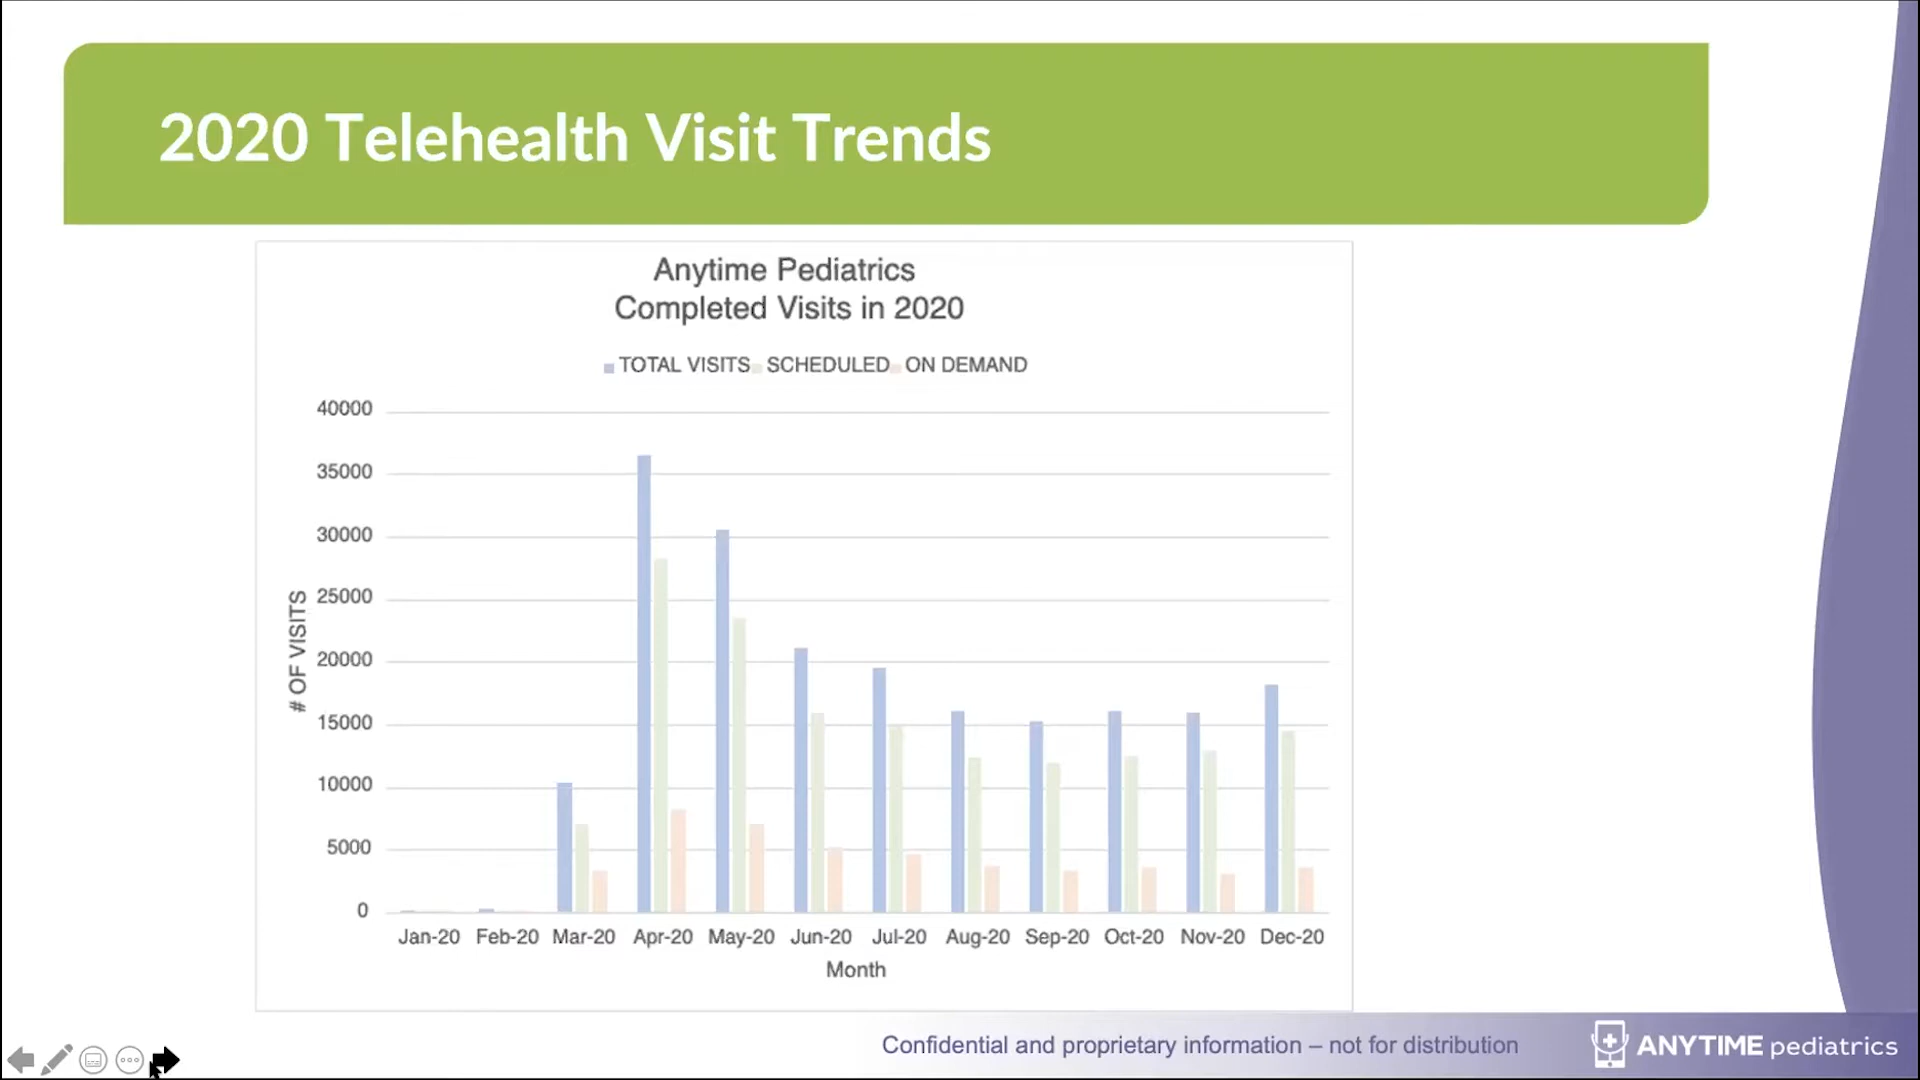 2020 Telehealth Visit Trends
Anytime Pediatrics
Completed Visits in 2020
TOTAL VISITS SCHEDULED ON DEMAND
40000
35000
30000
25000
20000
15000
10000
5000
0
# OF VISITS
Jan-20 Feb-20 Mar-20 Apr-20 May-20 Jun-20 Jul-20 Aug-20 Sep-20 Oct-20 Nov-20 Dec-20
Month
Confidential and proprietary information – not for distribution
ANYTIME pediatrics